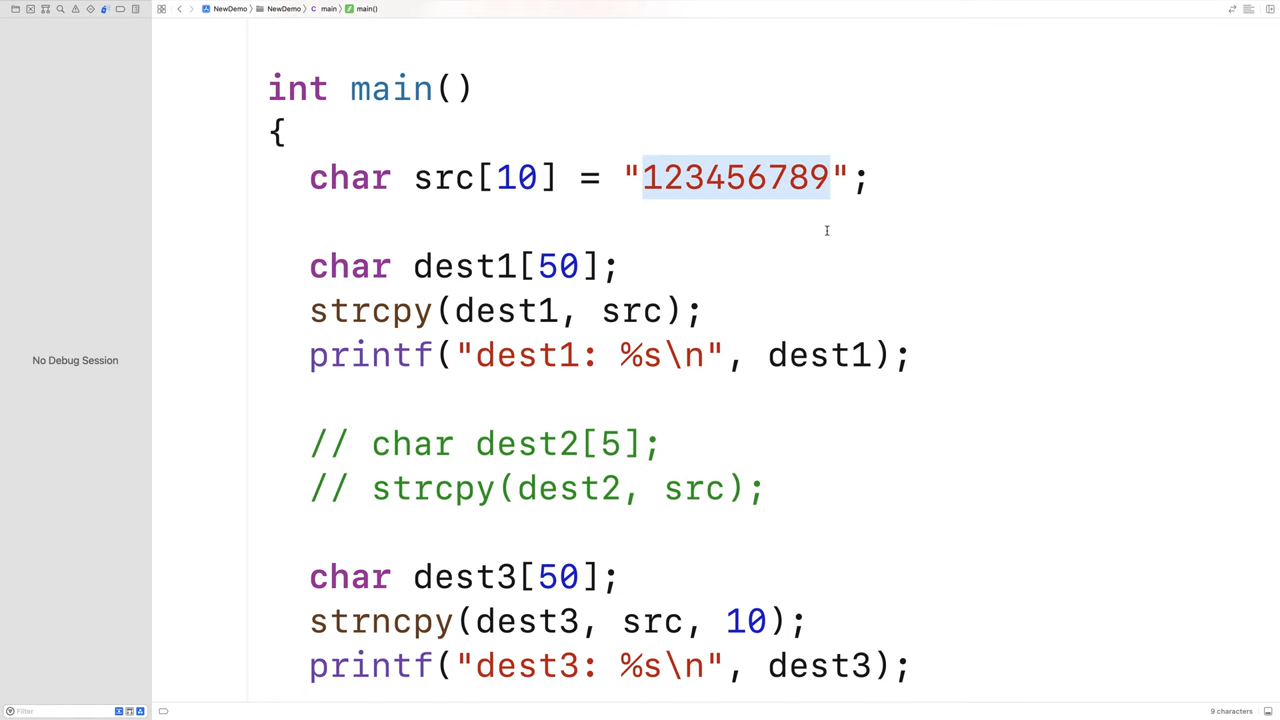 NewDemo > NewDemo > C main > f main()
int main()
{
char src[10] = "123456789";
char dest1[50];
strcpy(dest1, src);
printf("dest1: %s\n", dest1);
// char dest2[5];
// strcpy(dest2, src);
No Debug Session
char dest3[50];
strncpy(dest3, src, 10);
printf("dest3: %s\n", dest3);
Filter
9 characters